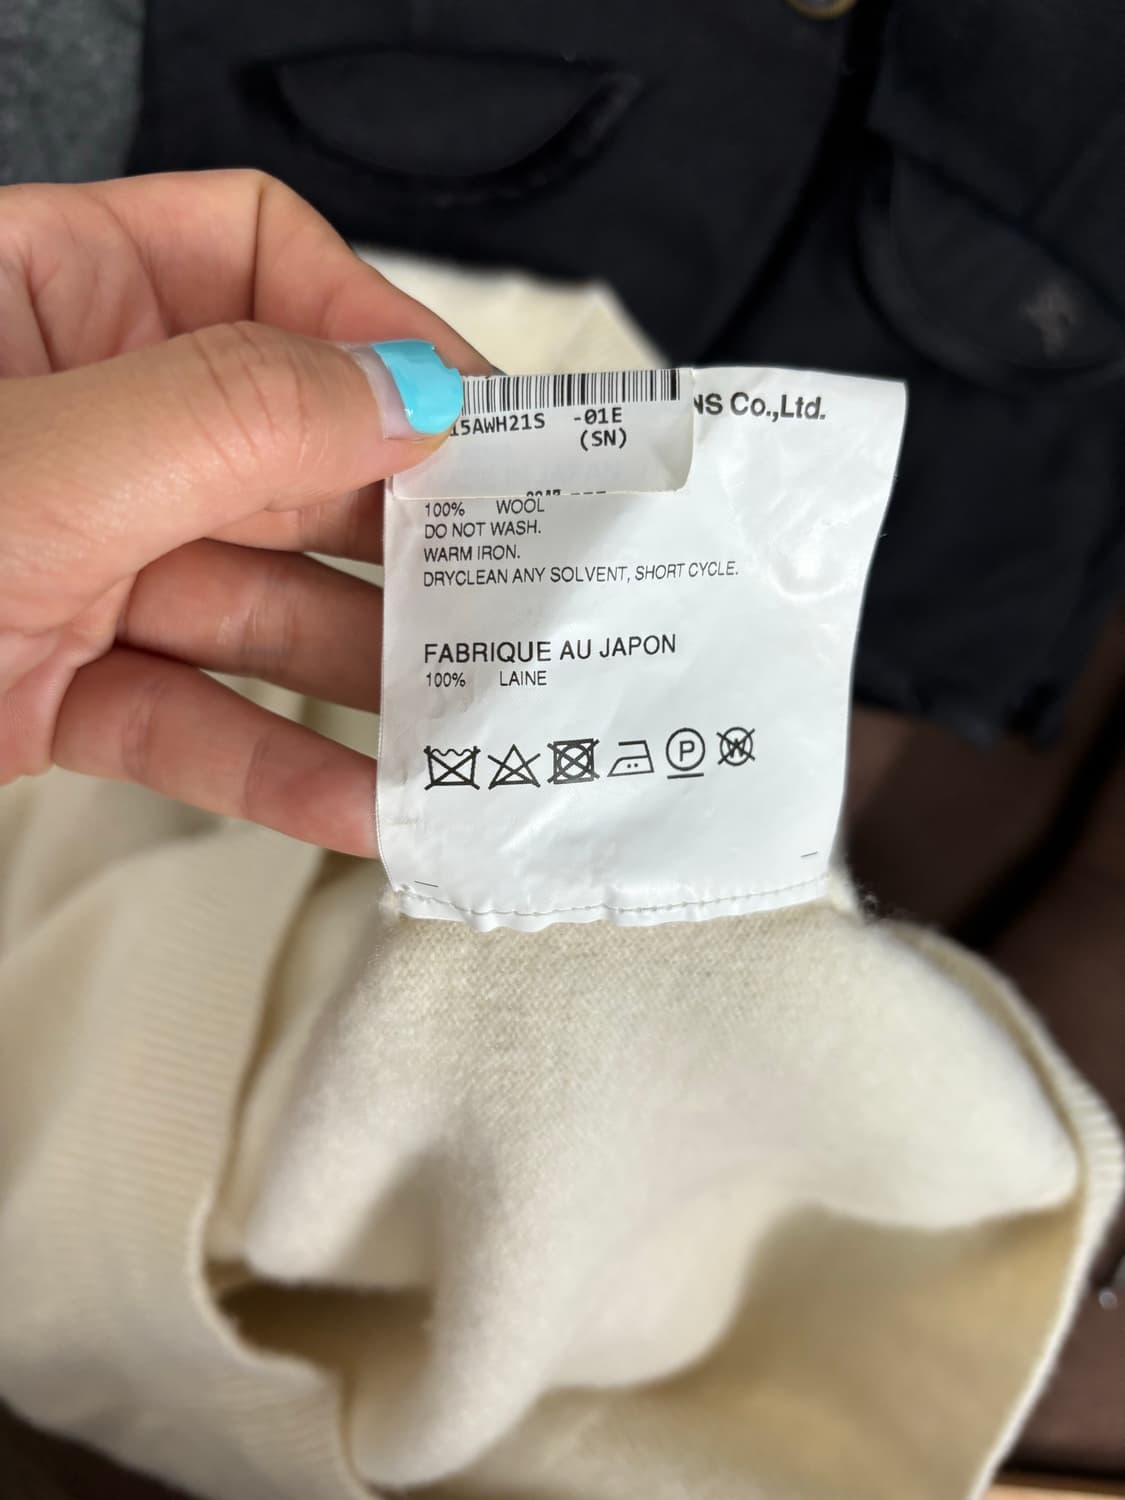 NS Co.,Ltd.
15AWH21S -01E
(SN)
100% WOOL
DO NOT WASH.
WARM IRON.
DRYCLEAN ANY SOLVENT, SHORT CYCLE.
FABRIQUE AU JAPON
100% LAINE
P W